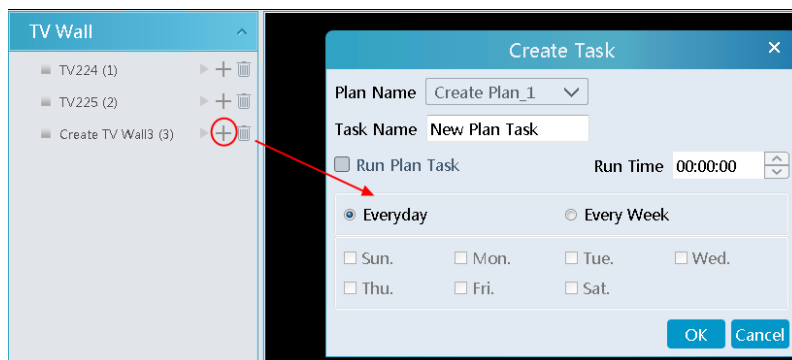 TV Wall
TV224 (1)
TV225 (2)
Create TV Wall3 (3)
Create Task
Plan Name Create Plan_1
Task Name New Plan Task
Run Plan Task Run Time 00:00:00
Everyday Every Week
Sun. Mon. Tue. Wed.
Thu. Fri. Sat.
OK Cancel